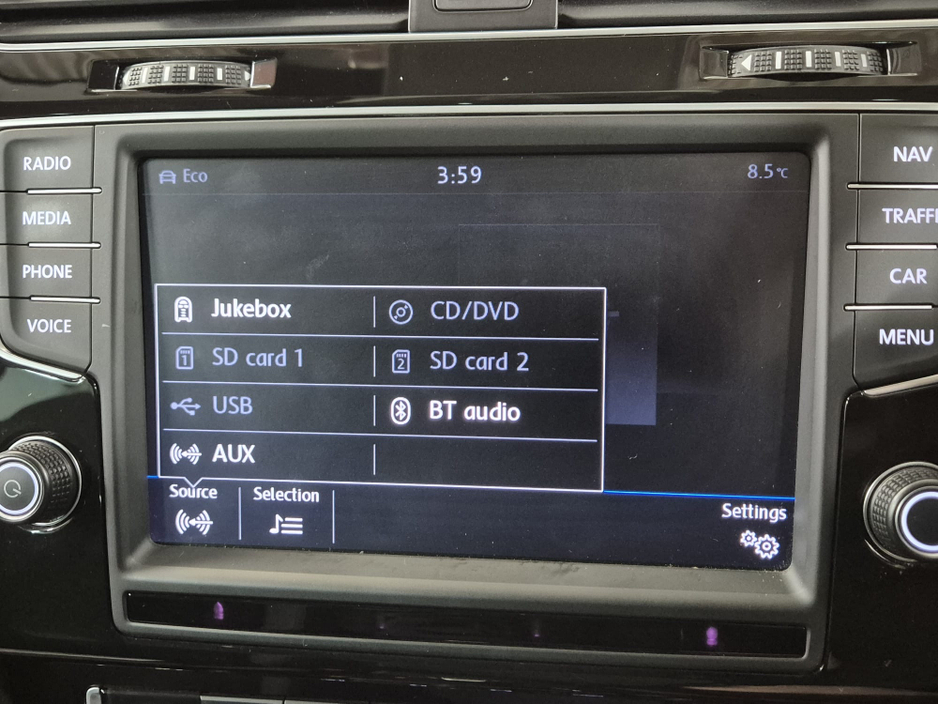 RADIO
MEDIA
PHONE
VOICE
Eco
3:59
8.5°C
Jukebox
CD/DVD
SD card 1
SD card 2
USB
BT audio
AUX
Source
Selection
Settings
NAV
TRAFFI
CAR
MENU